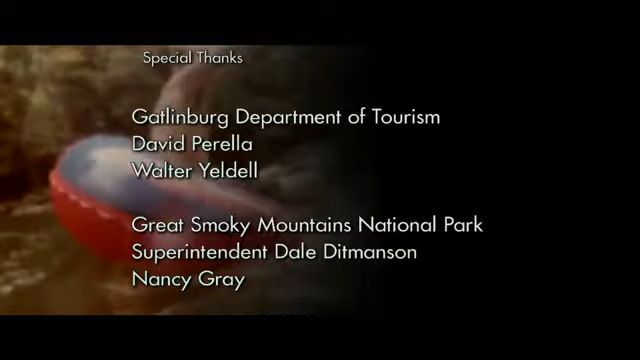 Special Thanks
Gatlinburg Department of Tourism
David Perella
Walter Yeldell
Great Smoky Mountains National Park
Superintendent Dale Ditmanson
Nancy Gray